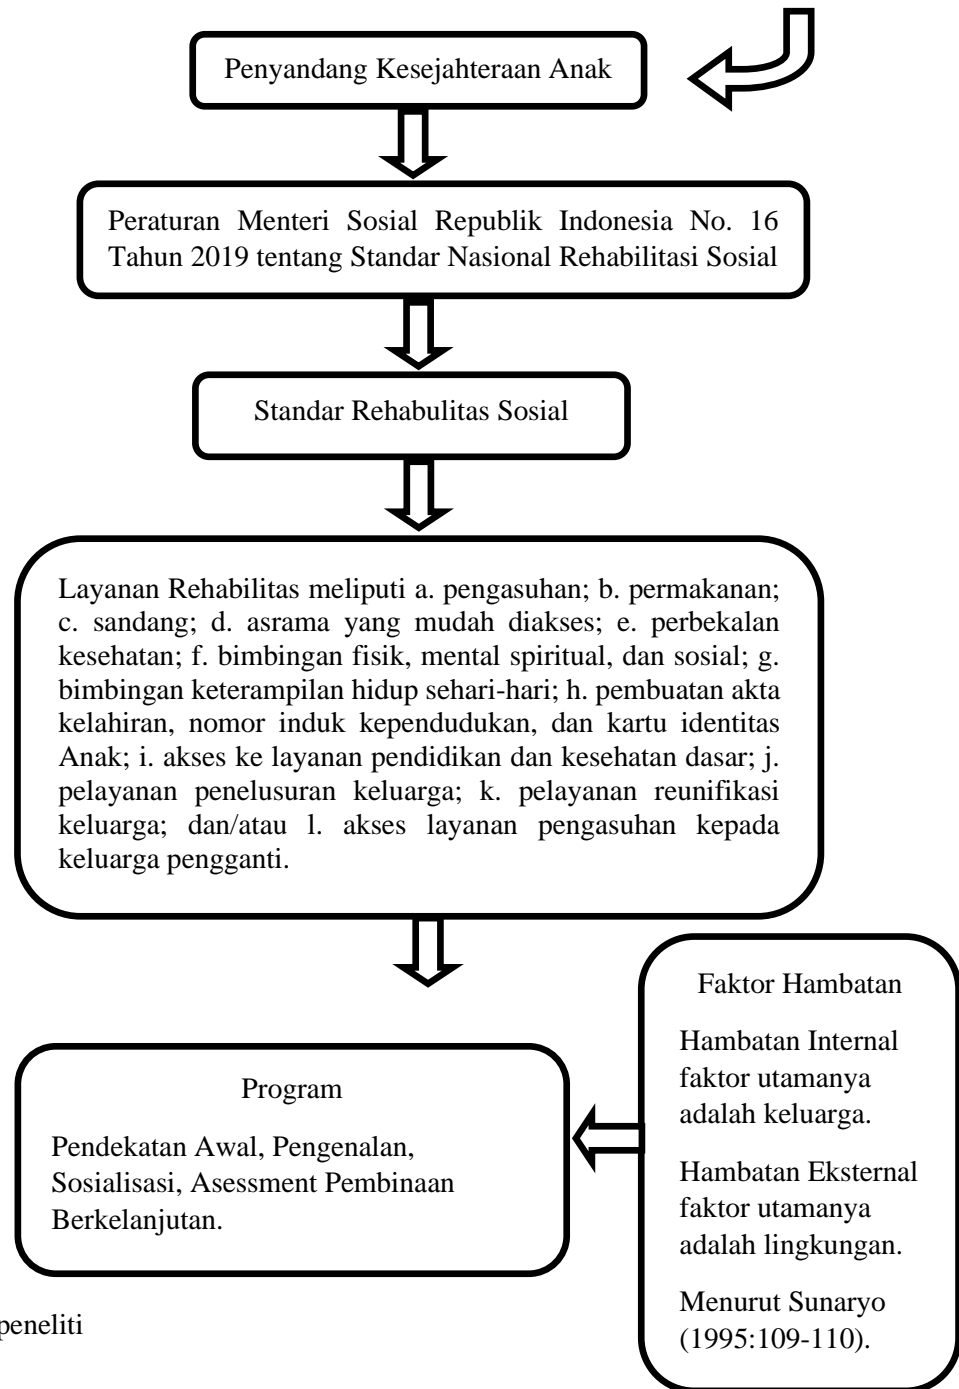 Penyandang Kesejahteraan Anak
Peraturan Menteri Sosial Republik Indonesia No. 16
Tahun 2019 tentang Standar Nasional Rehabilitasi Sosial
Standar Rehabulitas Sosial
Layanan Rehabilitas meliputi a. pengasuhan; b. permakanan;
c. sandang; d. asrama yang mudah diakses; e. perbekalan
kesehatan; f. bimbingan fisik, mental spiritual, dan sosial; g.
bimbingan keterampilan hidup sehari-hari; h. pembuatan akta
kelahiran, nomor induk kependudukan, dan kartu identitas
Anak; i. akses ke layanan pendidikan dan kesehatan dasar; j.
pelayanan penelusuran keluarga; k. pelayanan reunifikasi
keluarga; dan/atau l. akses layanan pengasuhan kepada
keluarga pengganti.
Program
Pendekatan Awal, Pengenalan,
Sosialisasi, Asessment Pembinaan
Berkelanjutan.
Faktor Hambatan
Hambatan Internal
faktor utamanya
adalah keluarga.
Hambatan Eksternal
faktor utamanya
adalah lingkungan.
Menurut Sunaryo
(1995:109-110).
peneliti